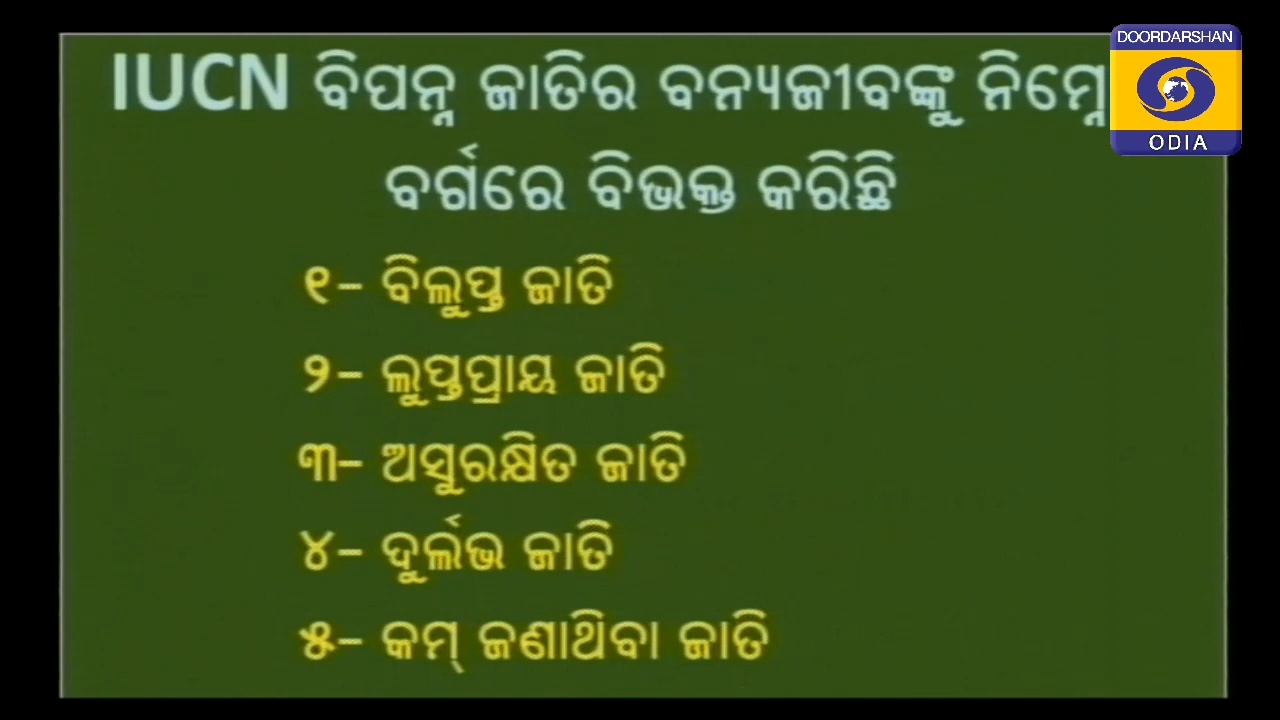 IUCN ବିପନ୍ନ ଜାତିର ବନ୍ୟଜୀବଙ୍କୁ ନିମ୍ନେ
ବର୍ଗରେ ବିଭକ୍ତ କରିଛି
୧– ବିଲୁପ୍ତ ଜାତି
୨– ଲୁପ୍ତପ୍ରାୟ ଜାତି
୩– ଅସୁରକ୍ଷିତ ଜାତି
୪– ଦୁର୍ଲଭ ଜାତି
୫– କମ୍ ଜଣାଥିବା ଜାତି
DOORDARSHAN
ODIA